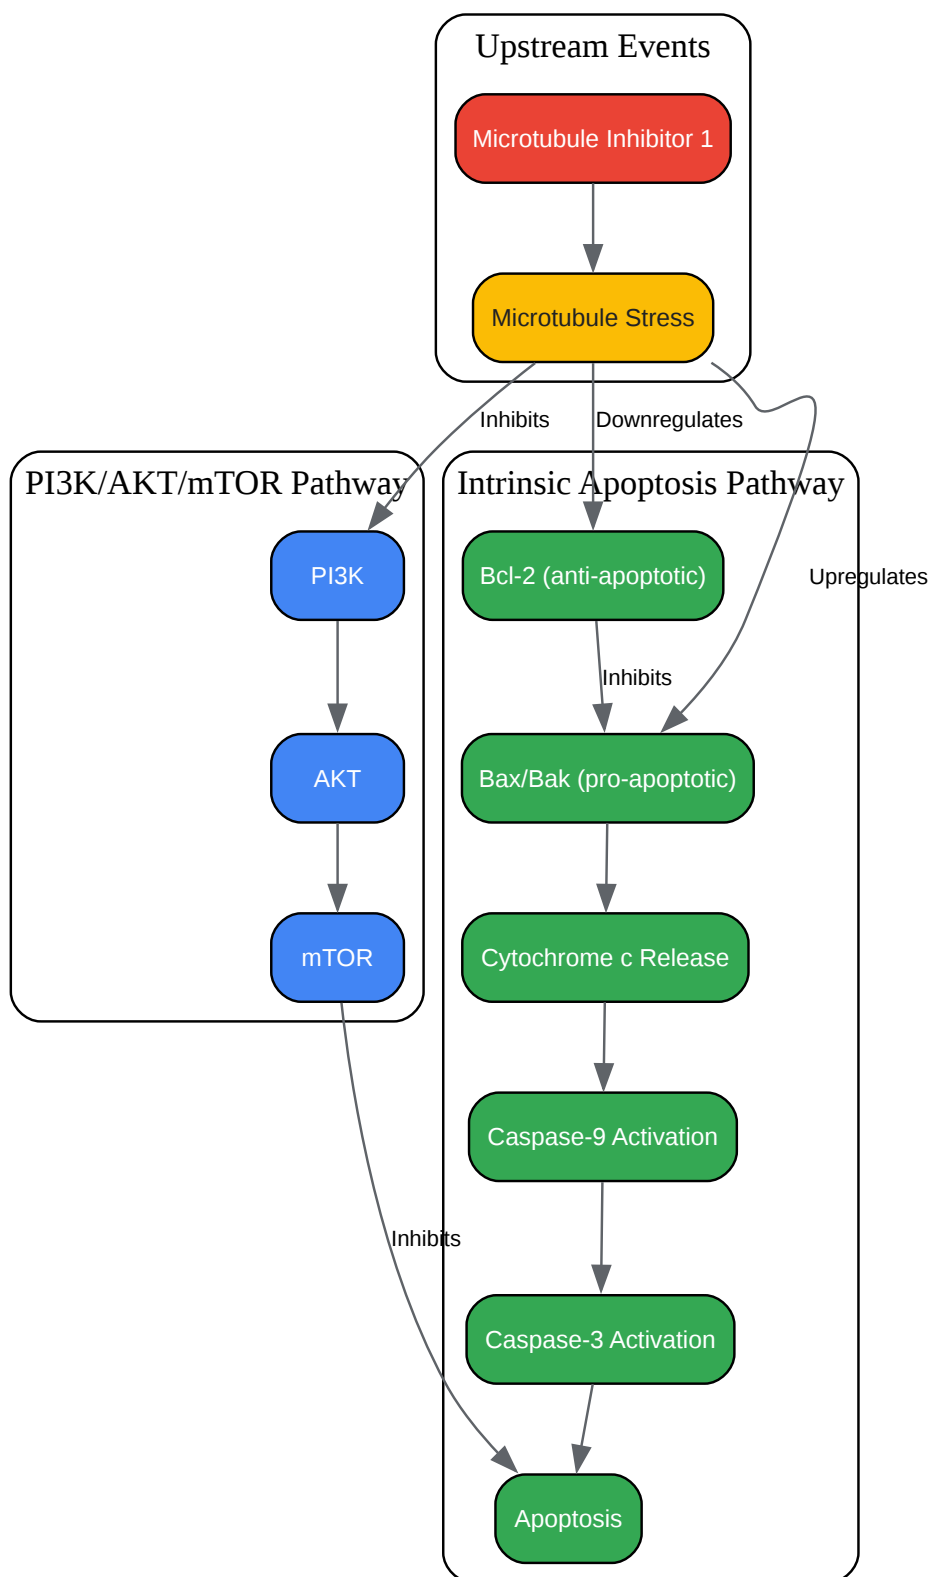 Upstream Events
Microtubule Inhibitor 1
Microtubule Stress
Inhibits
Downregulates
PI3K/AKT/mTOR Pathway
Intrinsic Apoptosis Pathway
PI3K
Bcl-2 (anti-apoptotic)
Upregulates
Inhibits
AKT
Bax/Bak (pro-apoptotic)
mTOR
Cytochrome c Release
Caspase-9 Activation
Inhibits
Caspase-3 Activation
Apoptosis